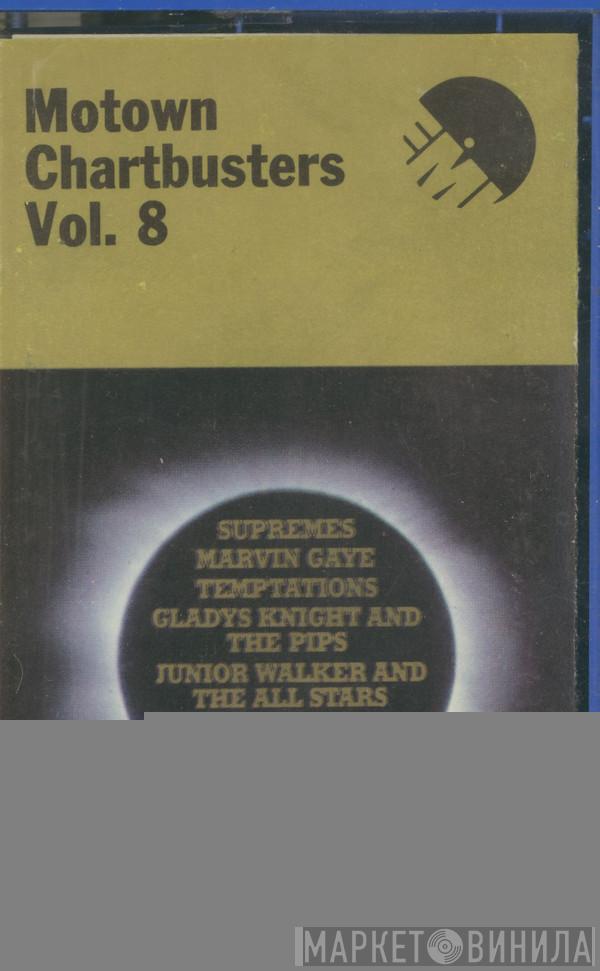 Motown
Chartbusters
Vol. 8
EMI
SUPREMES
MARVIN GAYE
TEMPTATIONS
GLADYS KNIGHT AND
THE PIPS
JUNIOR WALKER AND
THE ALL STARS
МАРКЕТ ВИНИЛА